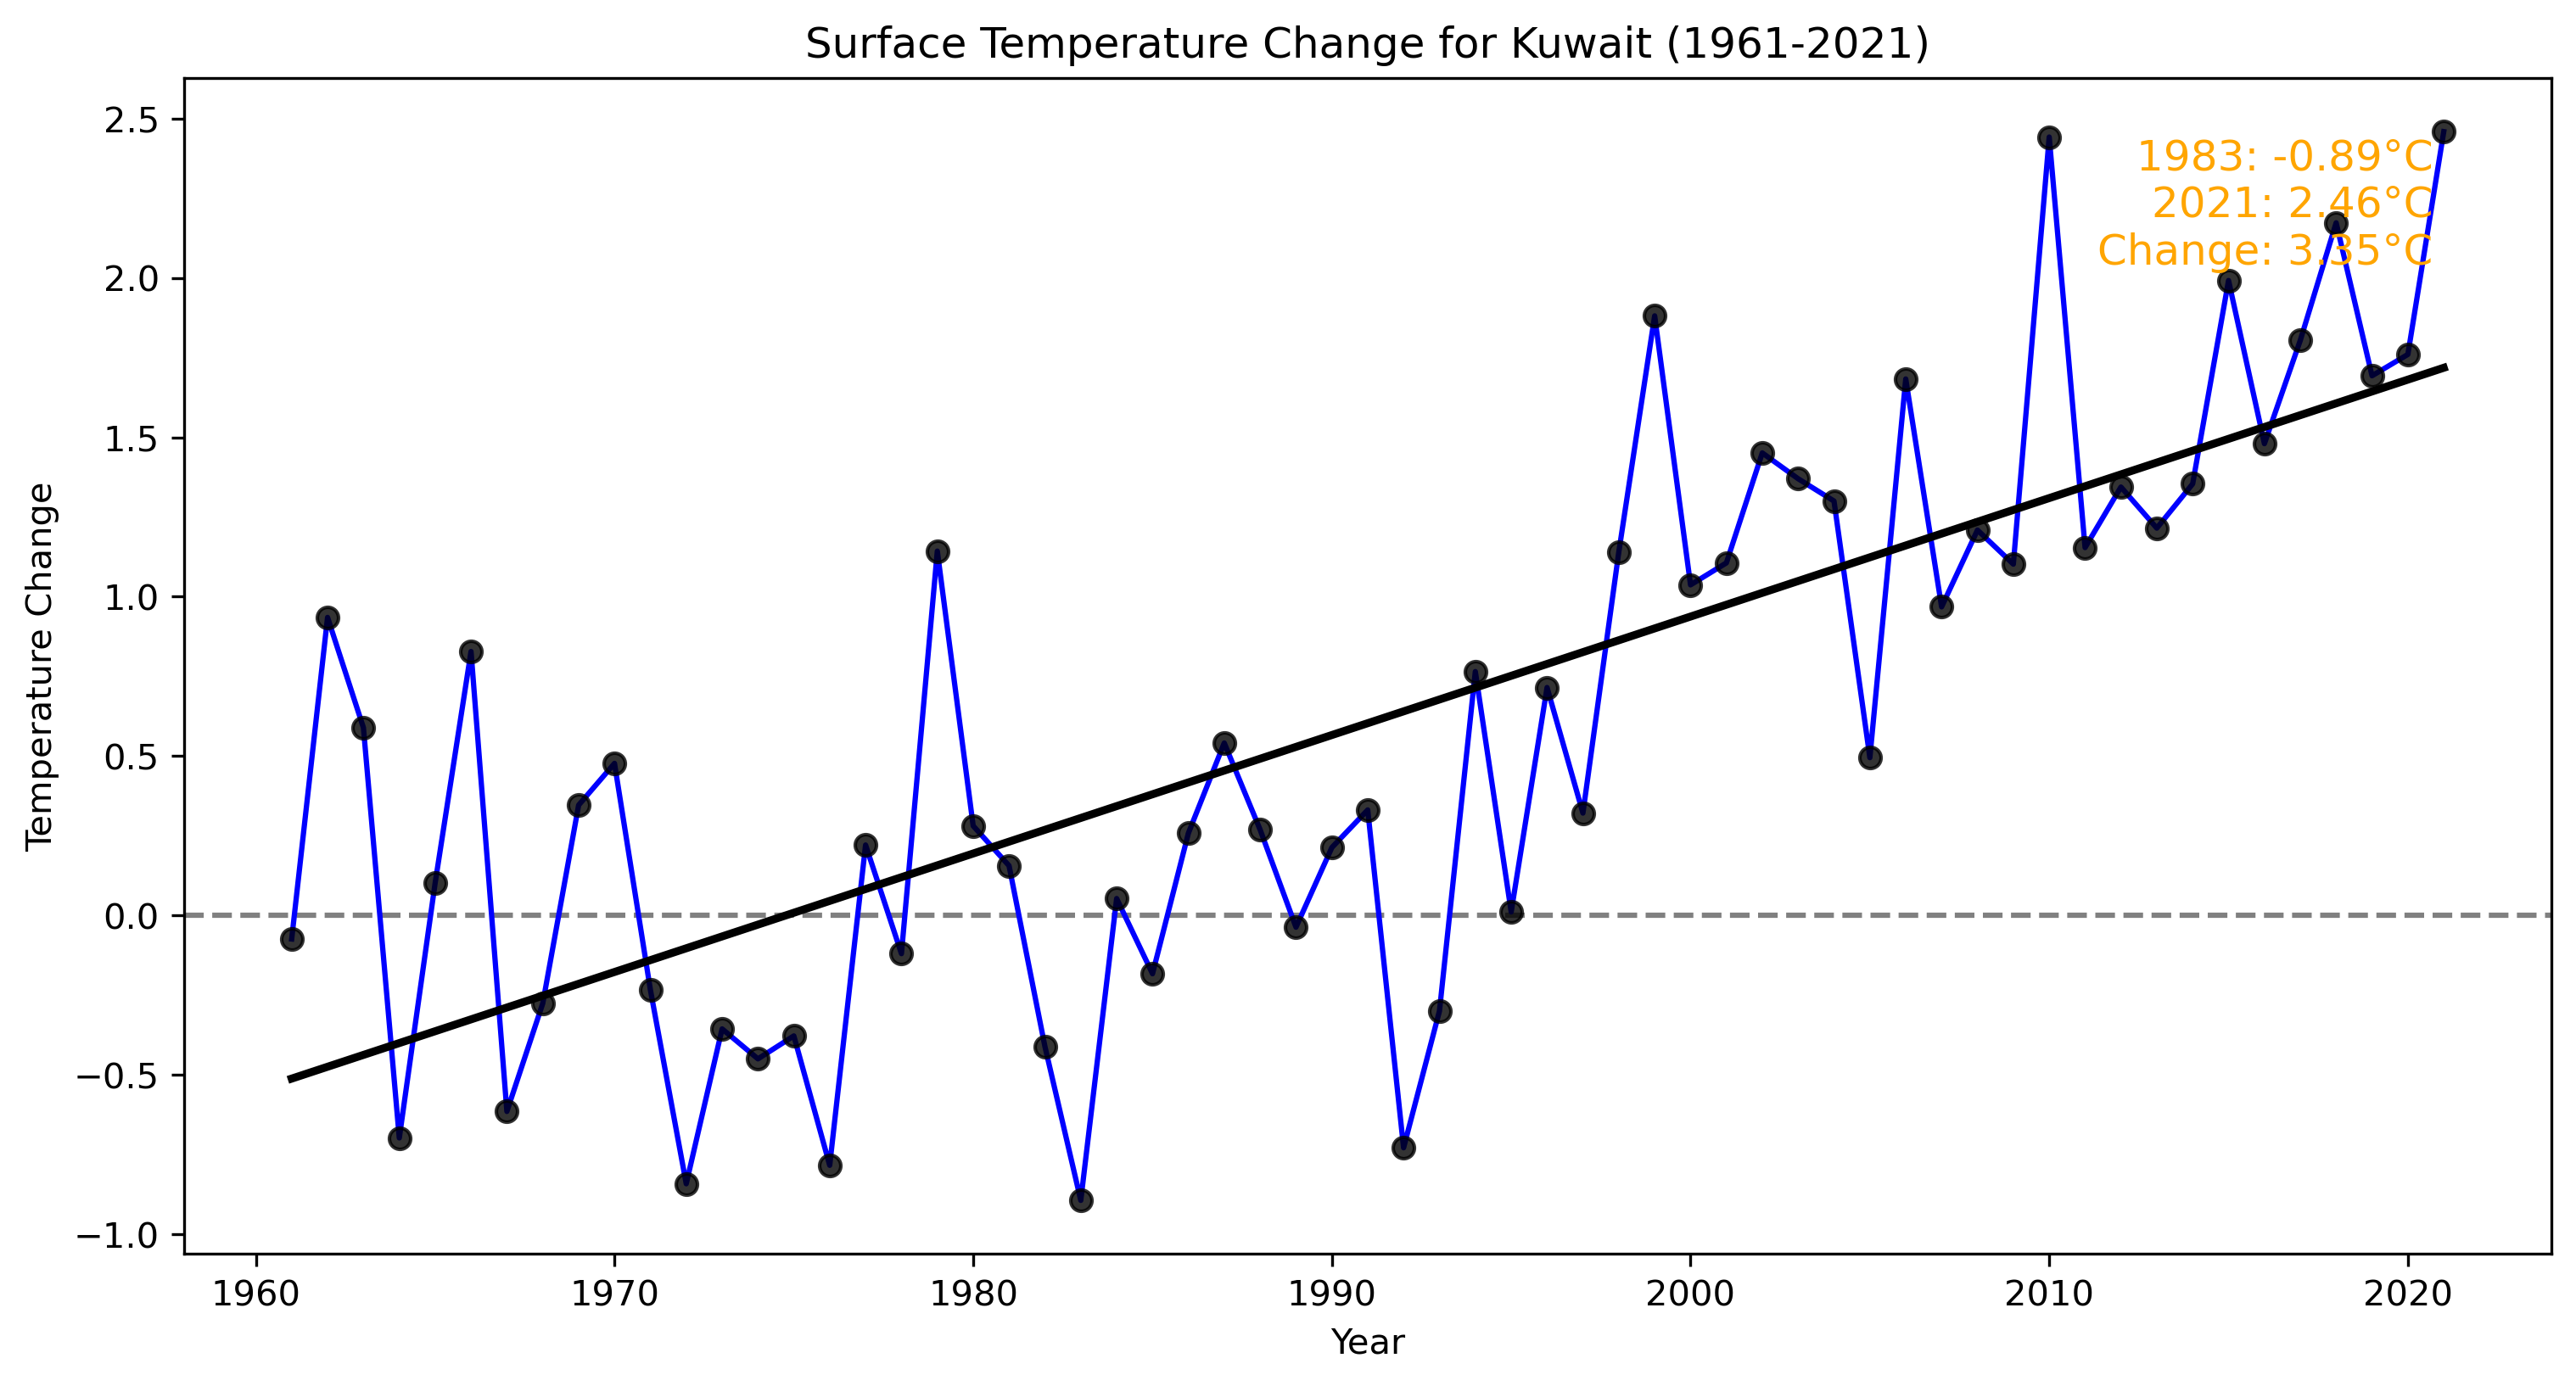 Surface Temperature Change for Kuwait (1961-2021)
2.5
2.0
1.5
1.0
0.5
0.0
−0.5
−1.0
Temperature Change
1983: -0.89°C
2021: 2.46°C
Change: 3.35°C
1960 1970 1980 1990 2000 2010 2020
Year